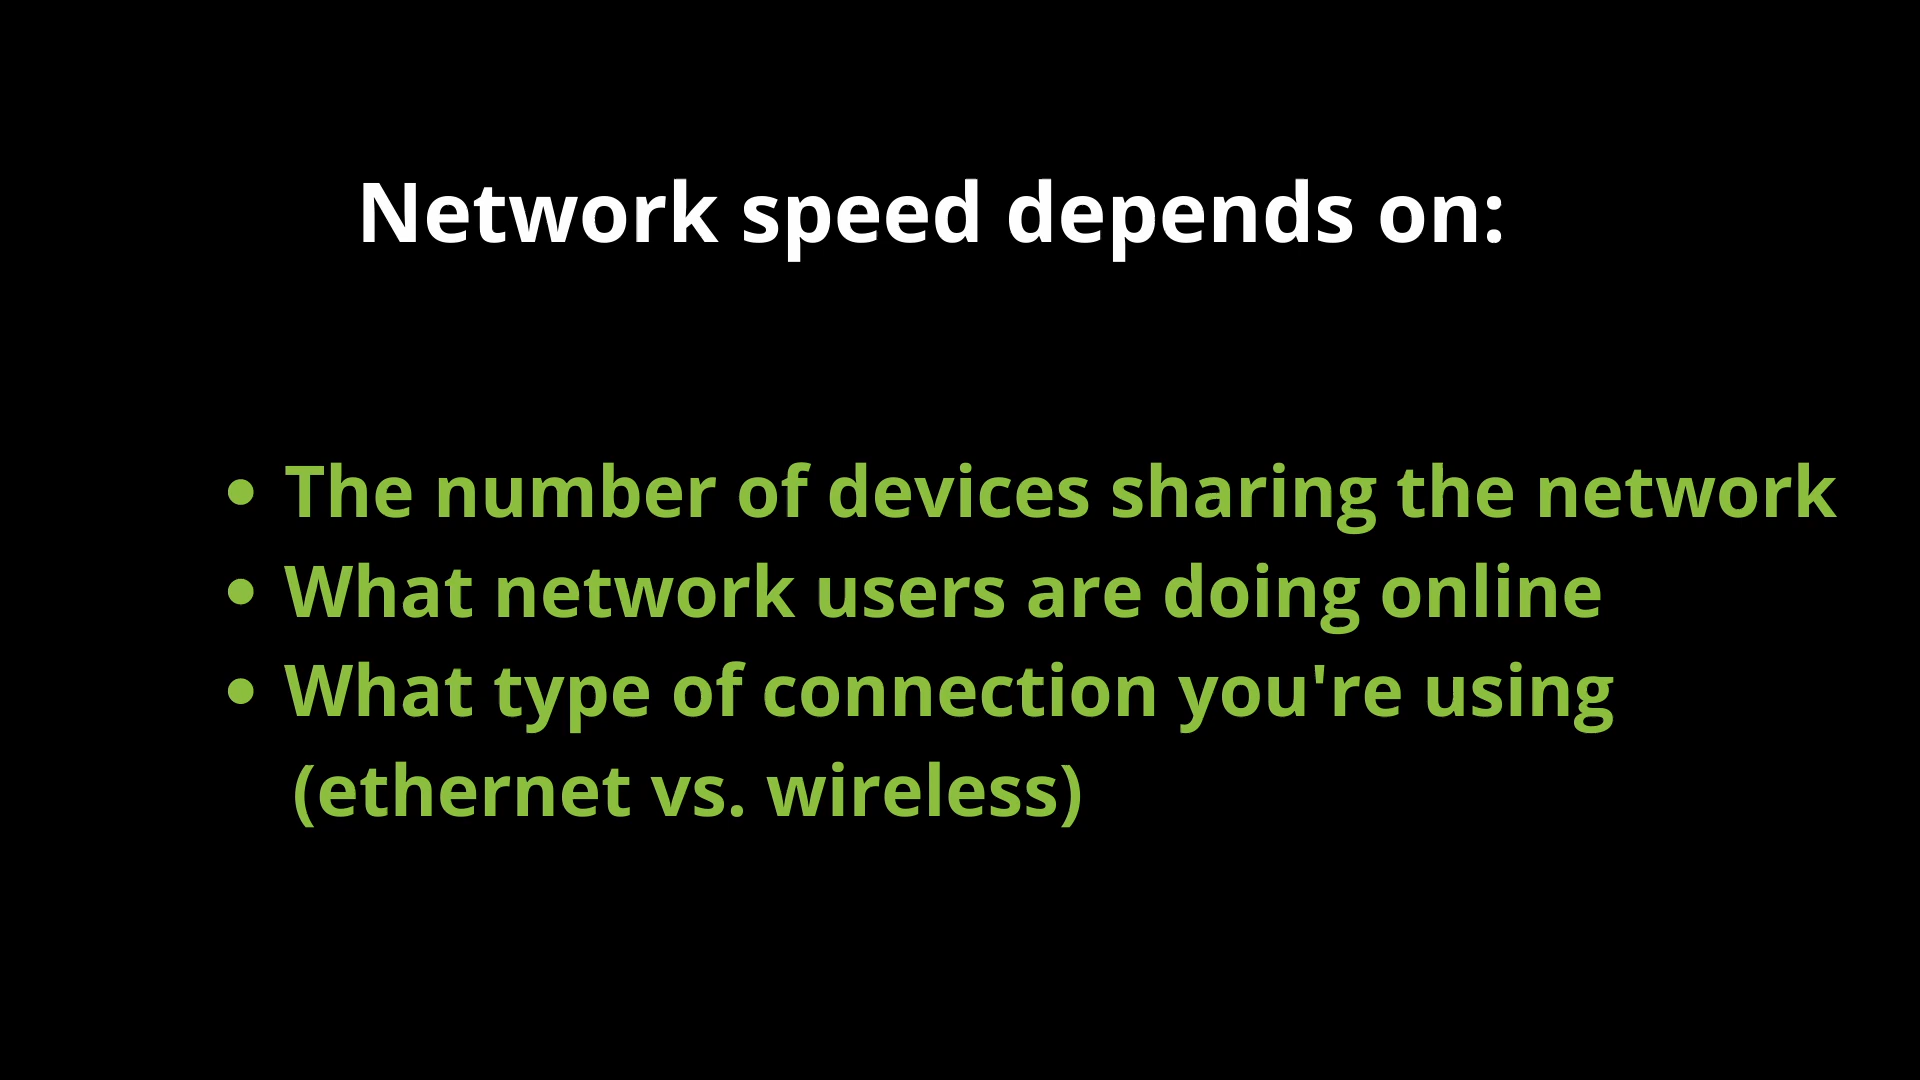 Network speed depends on:
• The number of devices sharing the network
• What network users are doing online
• What type of connection you're using
(ethernet vs. wireless)